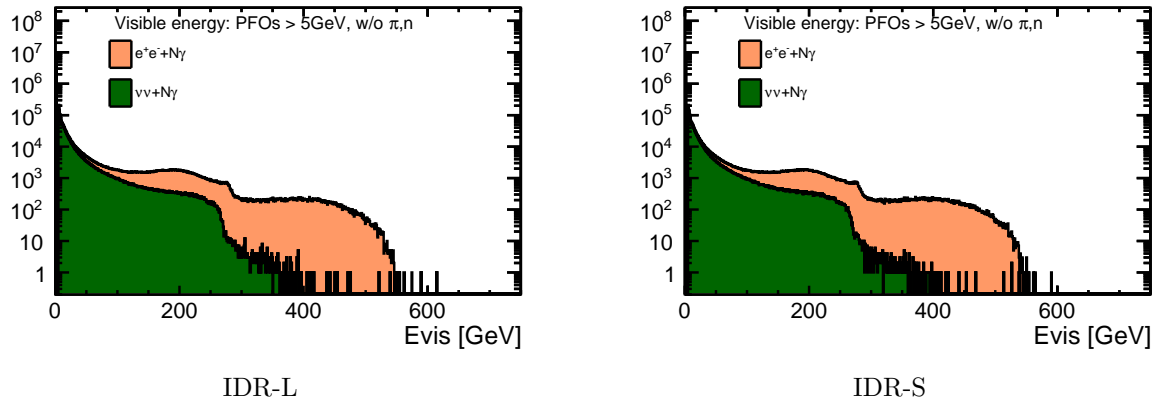 Visible energy: PFOs > 5GeV, w/o π,n
e⁺e⁻+Nγ
νν+Nγ
10⁸
10⁷
10⁶
10⁵
10⁴
10³
10²
10
1
0 200 400 600
Evis [GeV]
IDR-L
Visible energy: PFOs > 5GeV, w/o π,n
e⁺e⁻+Nγ
νν+Nγ
10⁸
10⁷
10⁶
10⁵
10⁴
10³
10²
10
1
0 200 400 600
Evis [GeV]
IDR-S